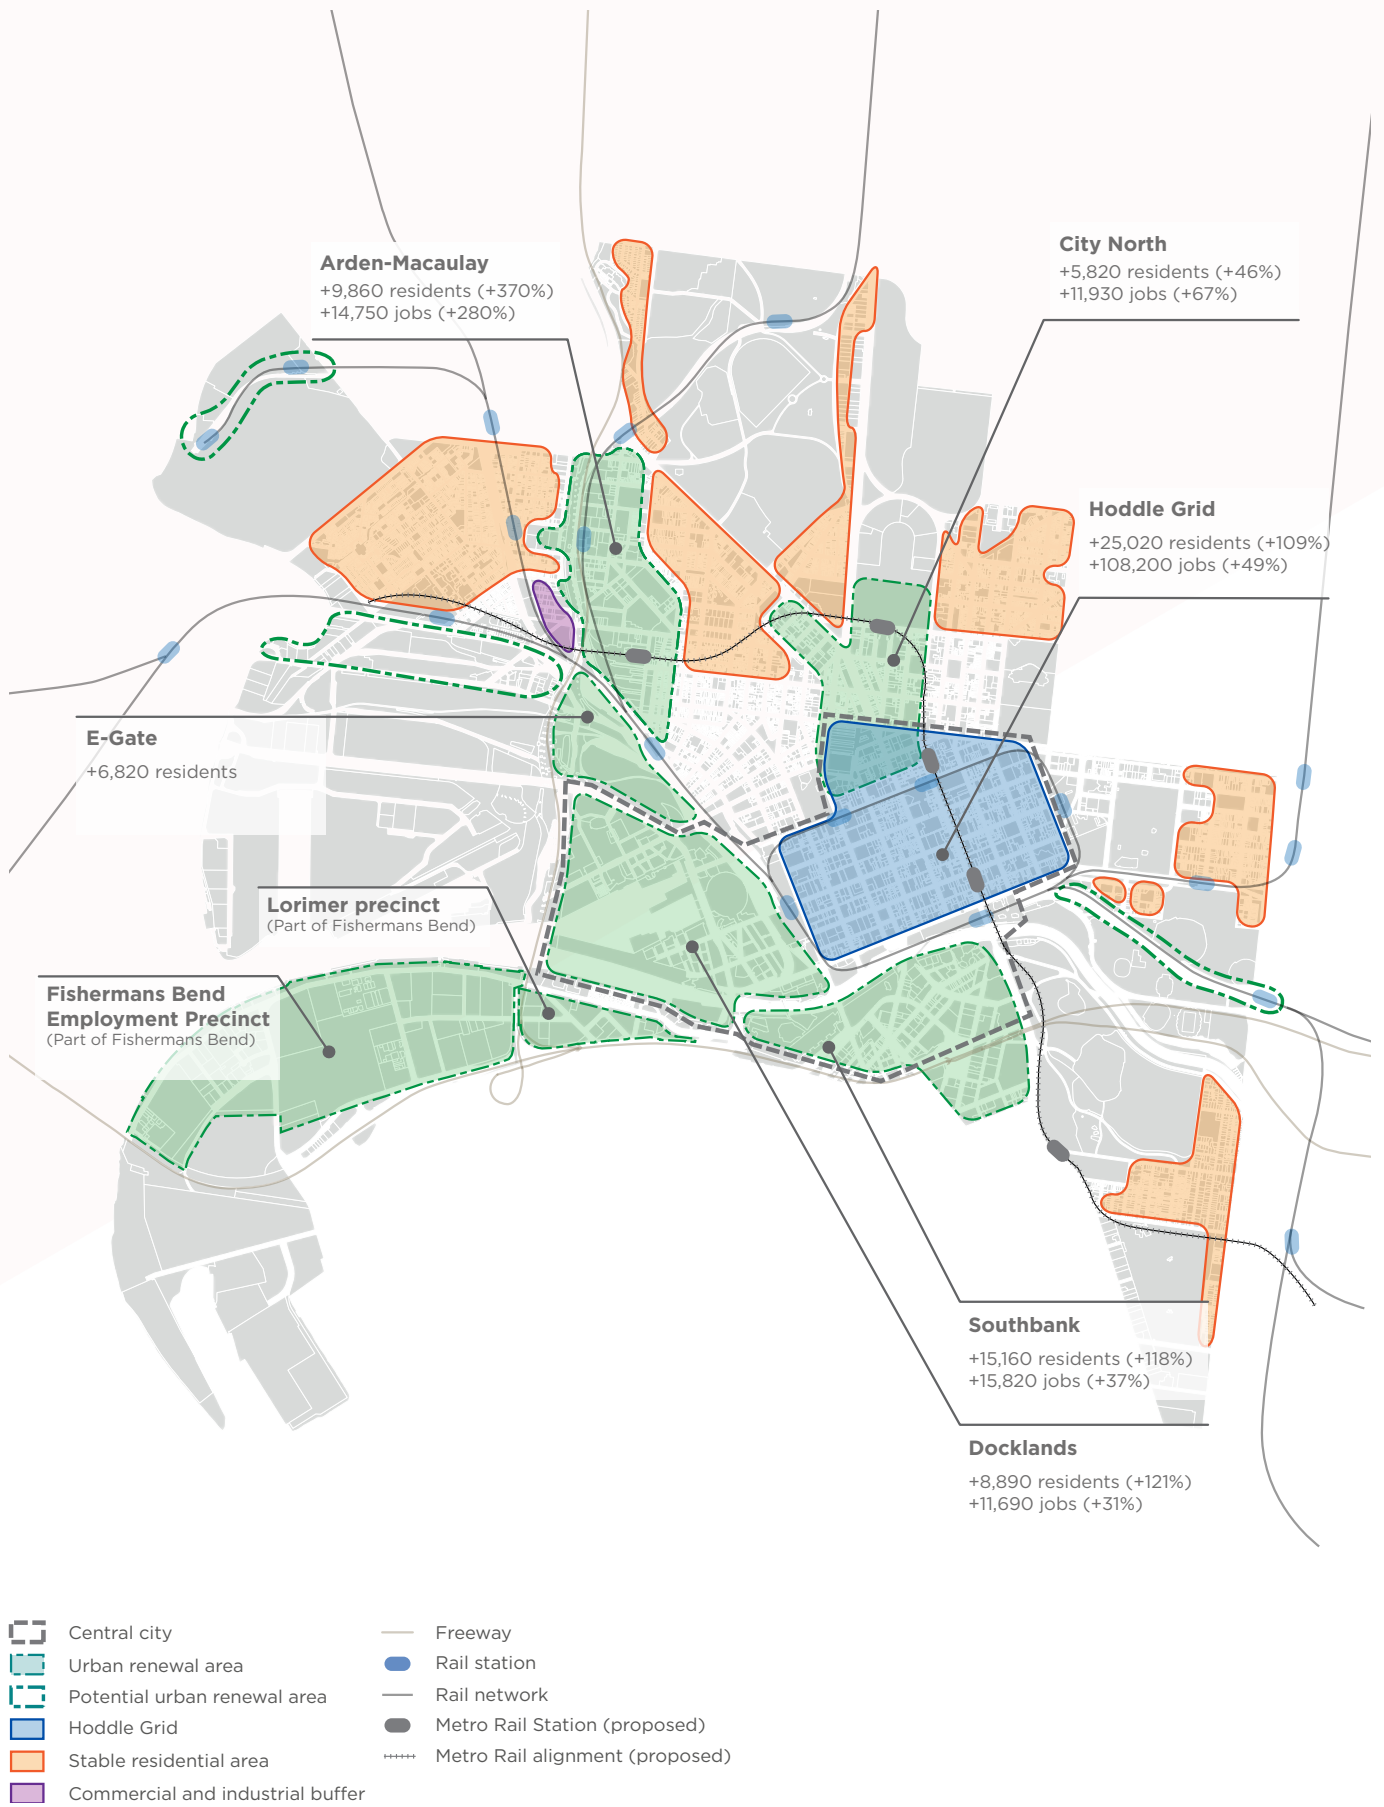 City North
+5,820 residents (+46%)
+11,930 jobs (+67%)
Arden-Macaulay
+9,860 residents (+370%)
+14,750 jobs (+280%)
Hoddle Grid
+25,020 residents (+109%)
+108,200 jobs (+49%)
E-Gate
+6,820 residents
Lorimer precinct
(Part of Fishermans Bend)
Fishermans Bend
Employment Precinct
(Part of Fishermans Bend)
Southbank
+15,160 residents (+118%)
+15,820 jobs (+37%)
Docklands
+8,890 residents (+121%)
+11,690 jobs (+31%)
Central city
Urban renewal area
Potential urban renewal area
Hoddle Grid
Stable residential area
Commercial and industrial buffer
Freeway
Rail station
Rail network
Metro Rail Station (proposed)
Metro Rail alignment (proposed)